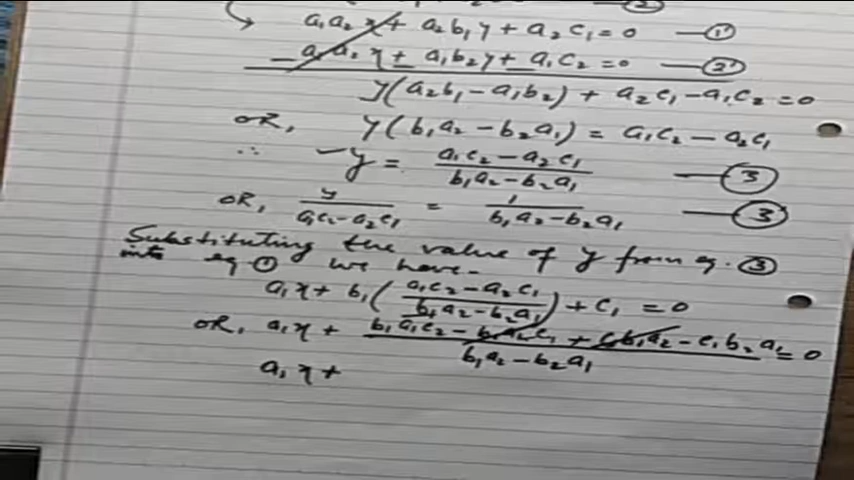 ②
a₁a₂x + a₂b₁y + a₂c₁ = 0 —①'
– a₁a₂x + a₁b₂y + a₁c₂ = 0 —②'
y(a₂b₁ – a₁b₂) + a₂c₁ – a₁c₂ = 0
OR, y(b₁a₂ – b₂a₁) = a₁c₂ – a₂c₁
∴ – y = (a₁c₂ – a₂c₁)/(b₁a₂ – b₂a₁) —③
OR, y/(a₁c₂ – a₂c₁) = 1/(b₁a₂ – b₂a₁) —③
Substituting the value of y from eq. ③
into eq ① we have –
a₁x + b₁((a₁c₂ – a₂c₁)/(b₁a₂ – b₂a₁)) + c₁ = 0
OR, a₁x + (b₁a₁c₂ – b₁a₂c₁ + c₁b₁a₂ – c₁b₂a₁)/(b₁a₂ – b₂a₁) = 0
a₁x +